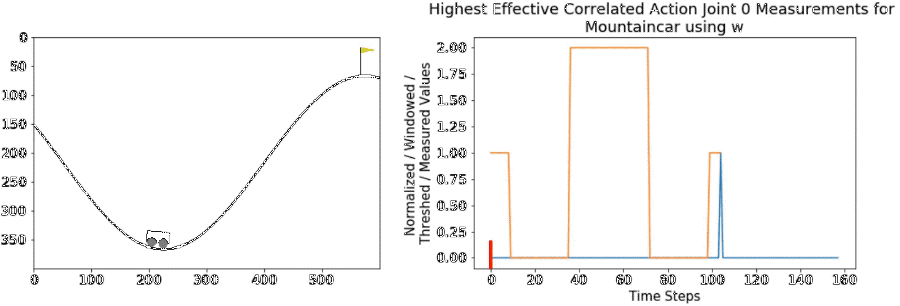 0
50
100
150
200
250
300
350
0 100 200 300 400 500
Highest Effective Correlated Action Joint 0 Measurements for
Mountaincar using w
Normalized / Windowed /
Threshed / Measured Values
2.00
1.75
1.50
1.25
1.00
0.75
0.50
0.25
0.00
0 20 40 60 80 100 120 140 160
Time Steps